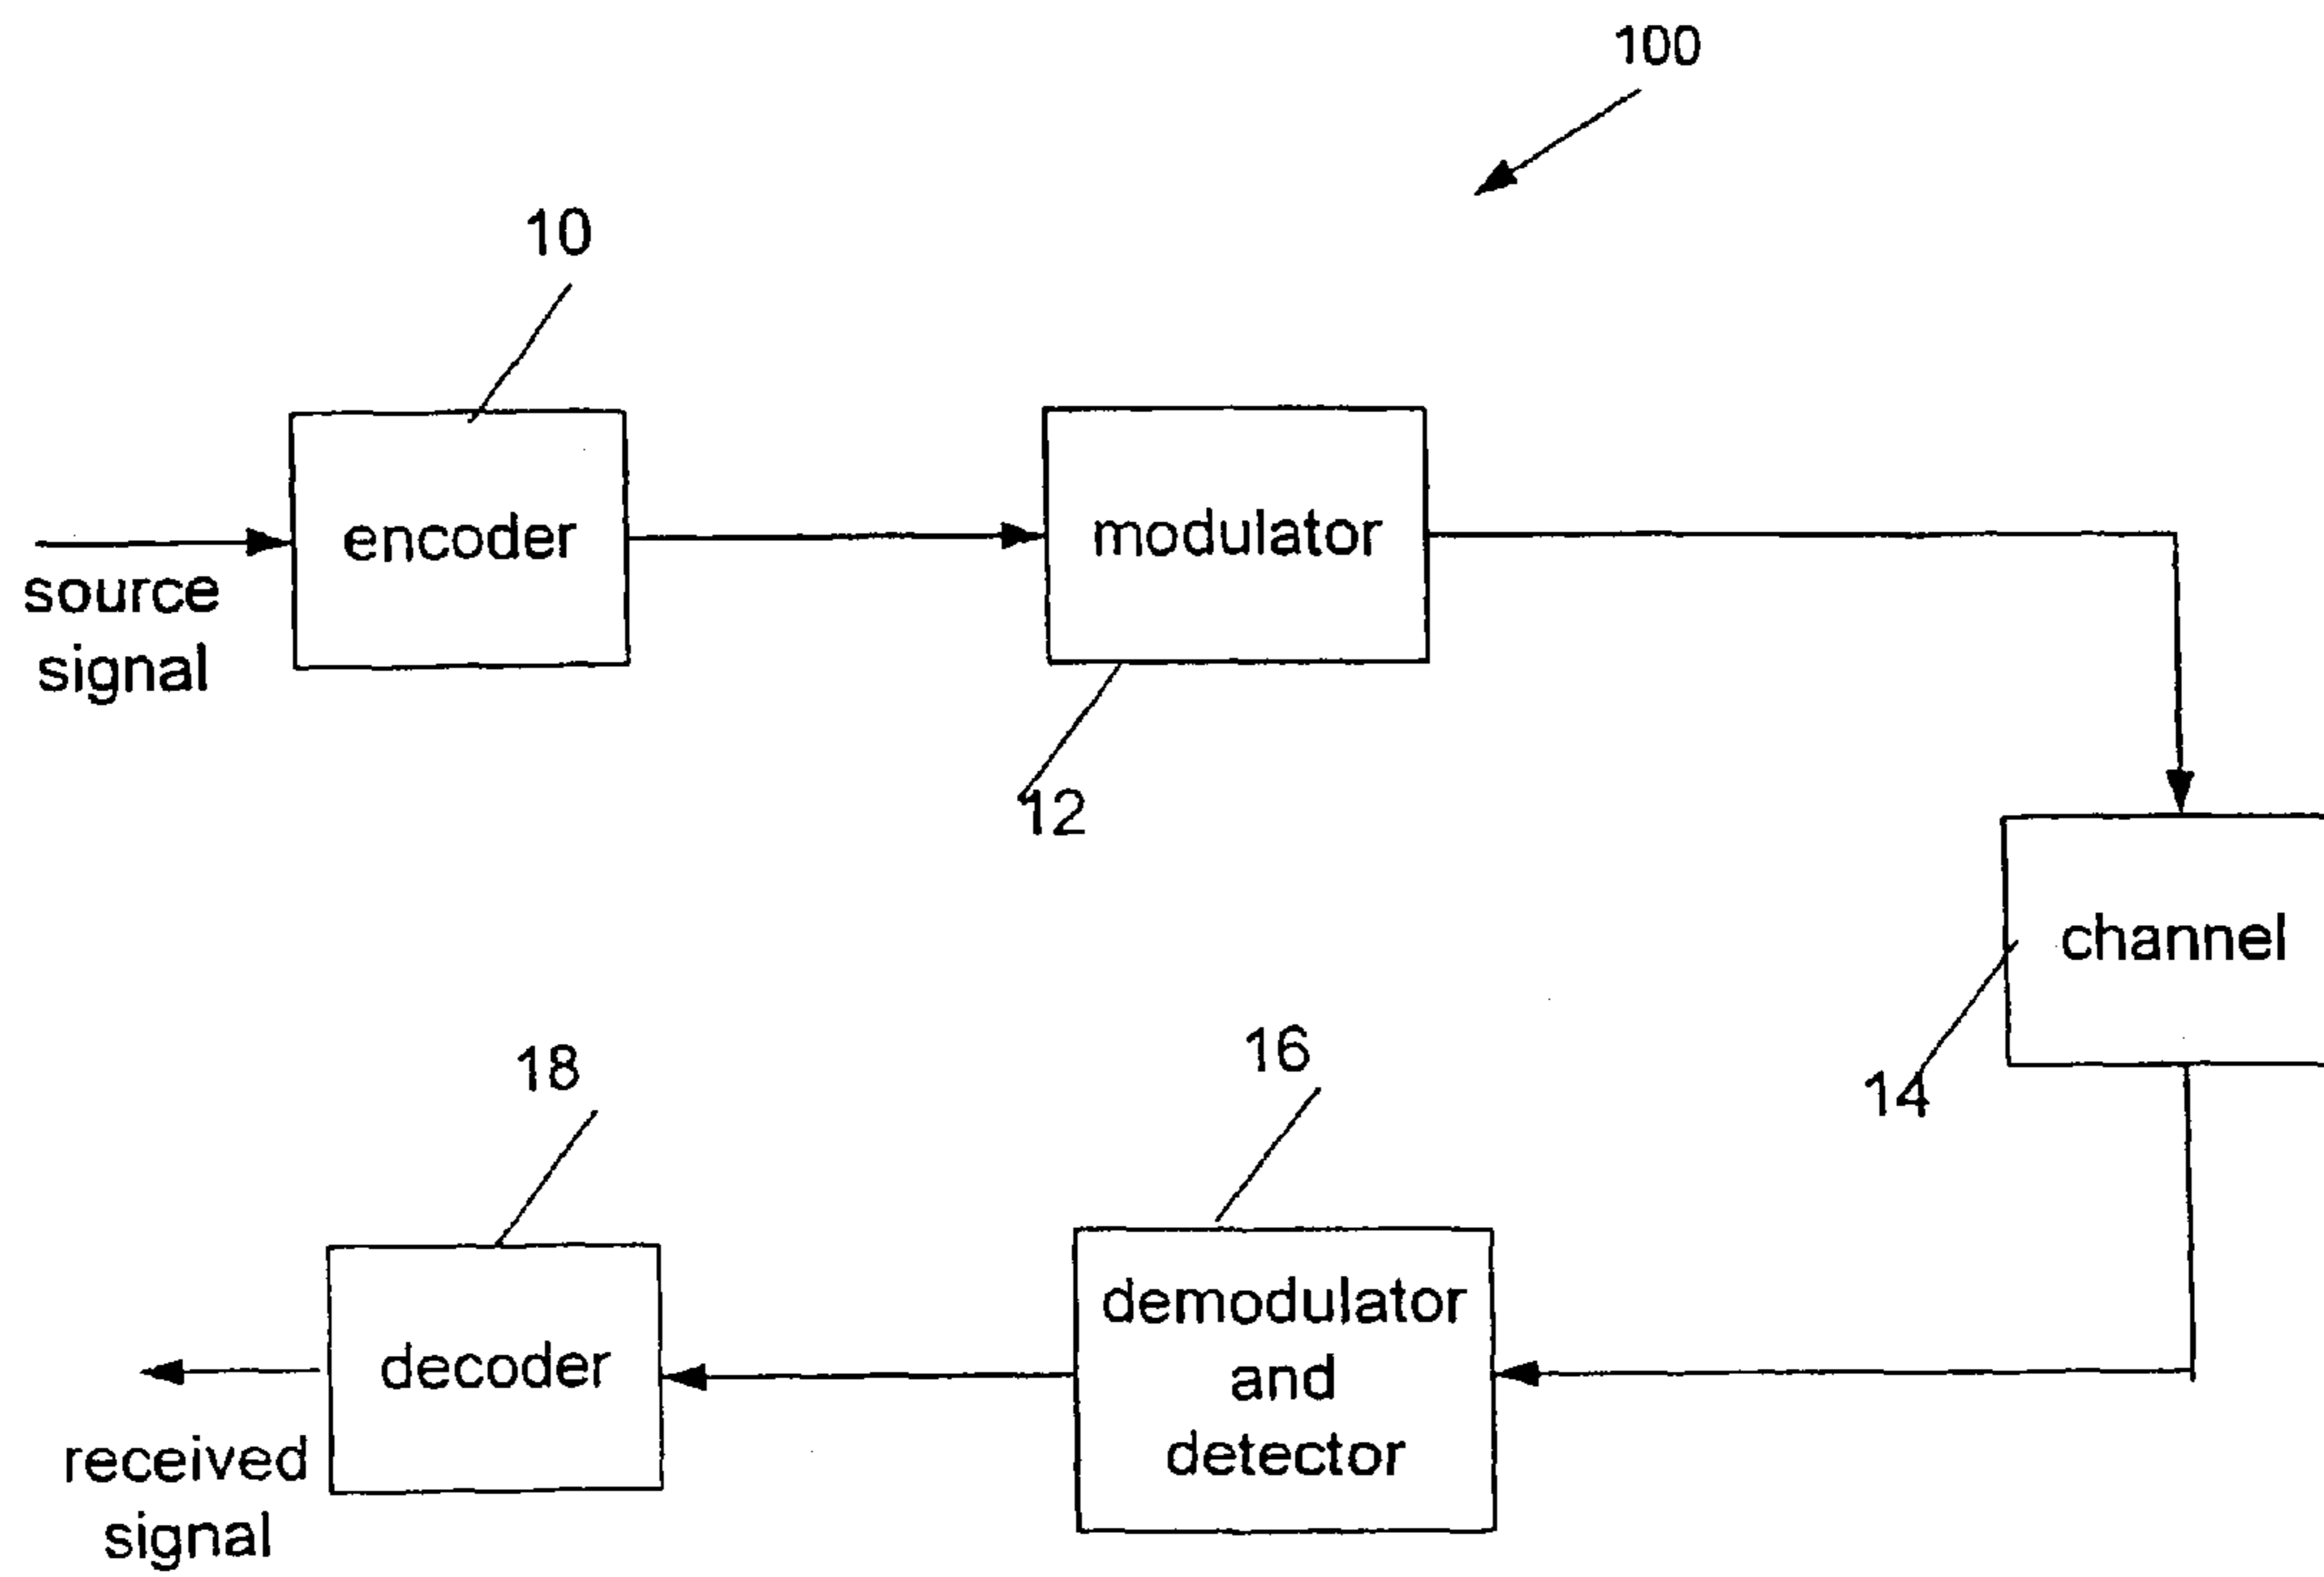 100
10
encoder
modulator
source
signal
12
channel
14
16
18
demodulator
and
detector
decoder
received
signal